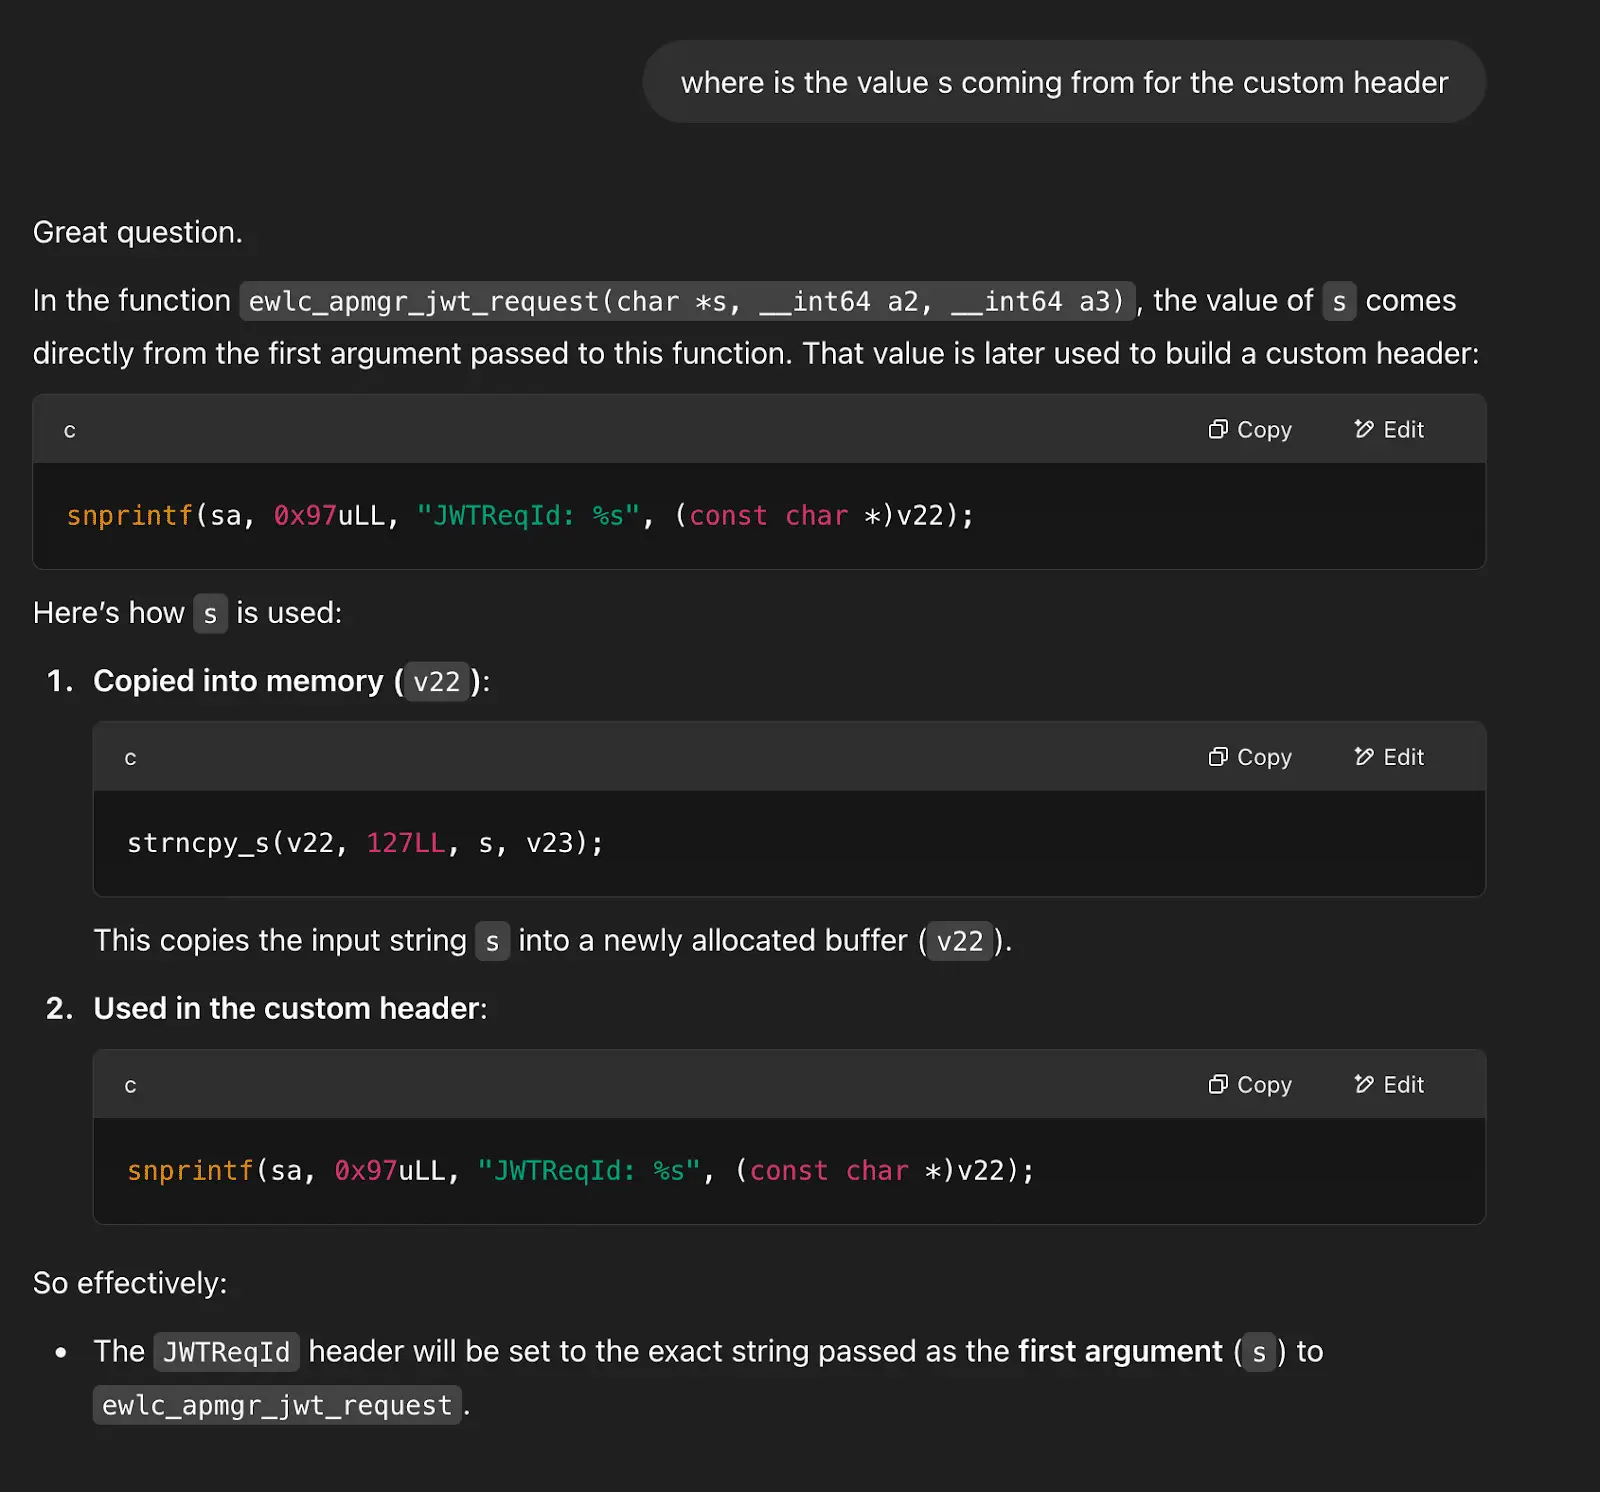 where is the value s coming from for the custom header
Great question.
In the function ewlc_apmgr_jwt_request(char *s, __int64 a2, __int64 a3), the value of s comes
directly from the first argument passed to this function. That value is later used to build a custom header:
c Copy Edit
snprintf(sa, 0x97uLL, "JWTReqId: %s", (const char *)v22);
Here’s how s is used:
1. Copied into memory (v22):
c Copy Edit
strncpy_s(v22, 127LL, s, v23);
This copies the input string s into a newly allocated buffer (v22).
2. Used in the custom header:
c Copy Edit
snprintf(sa, 0x97uLL, "JWTReqId: %s", (const char *)v22);
So effectively:
• The JWTReqId header will be set to the exact string passed as the first argument (s) to
ewlc_apmgr_jwt_request.